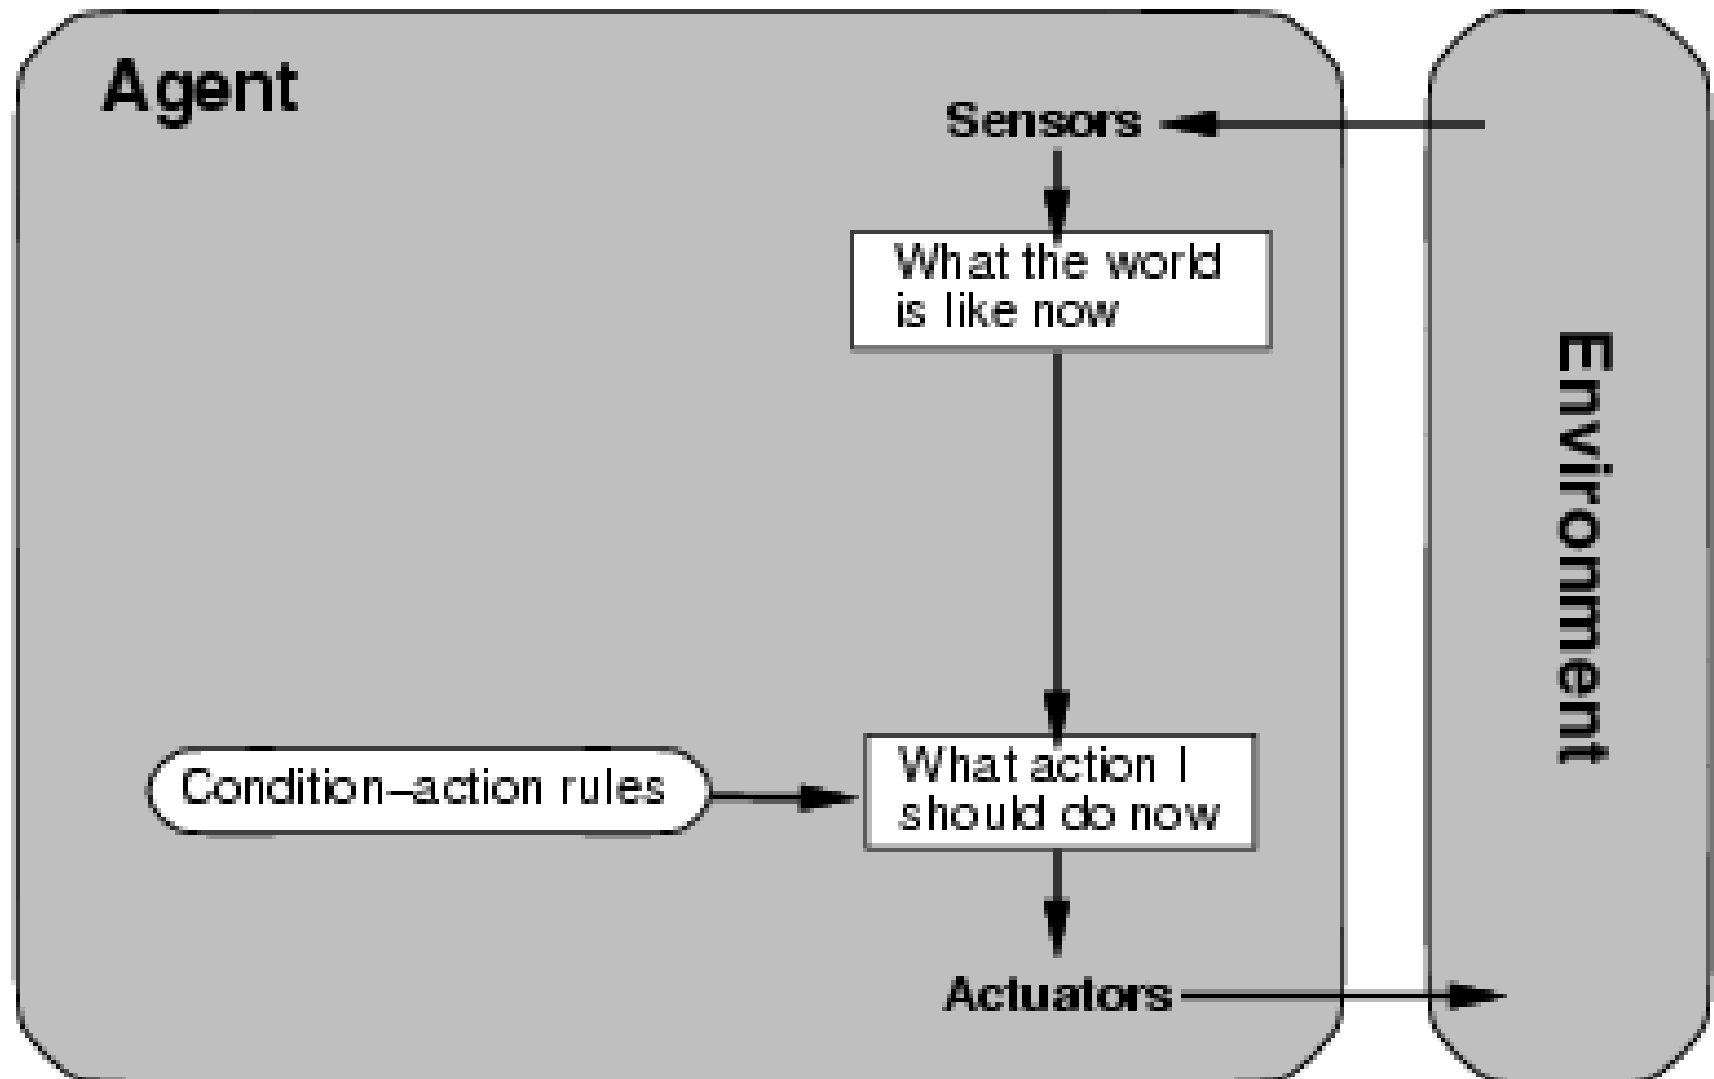 Agent
Sensors
What the world
is like now
Environment
Condition–action rules
What action I
should do now
Actuators